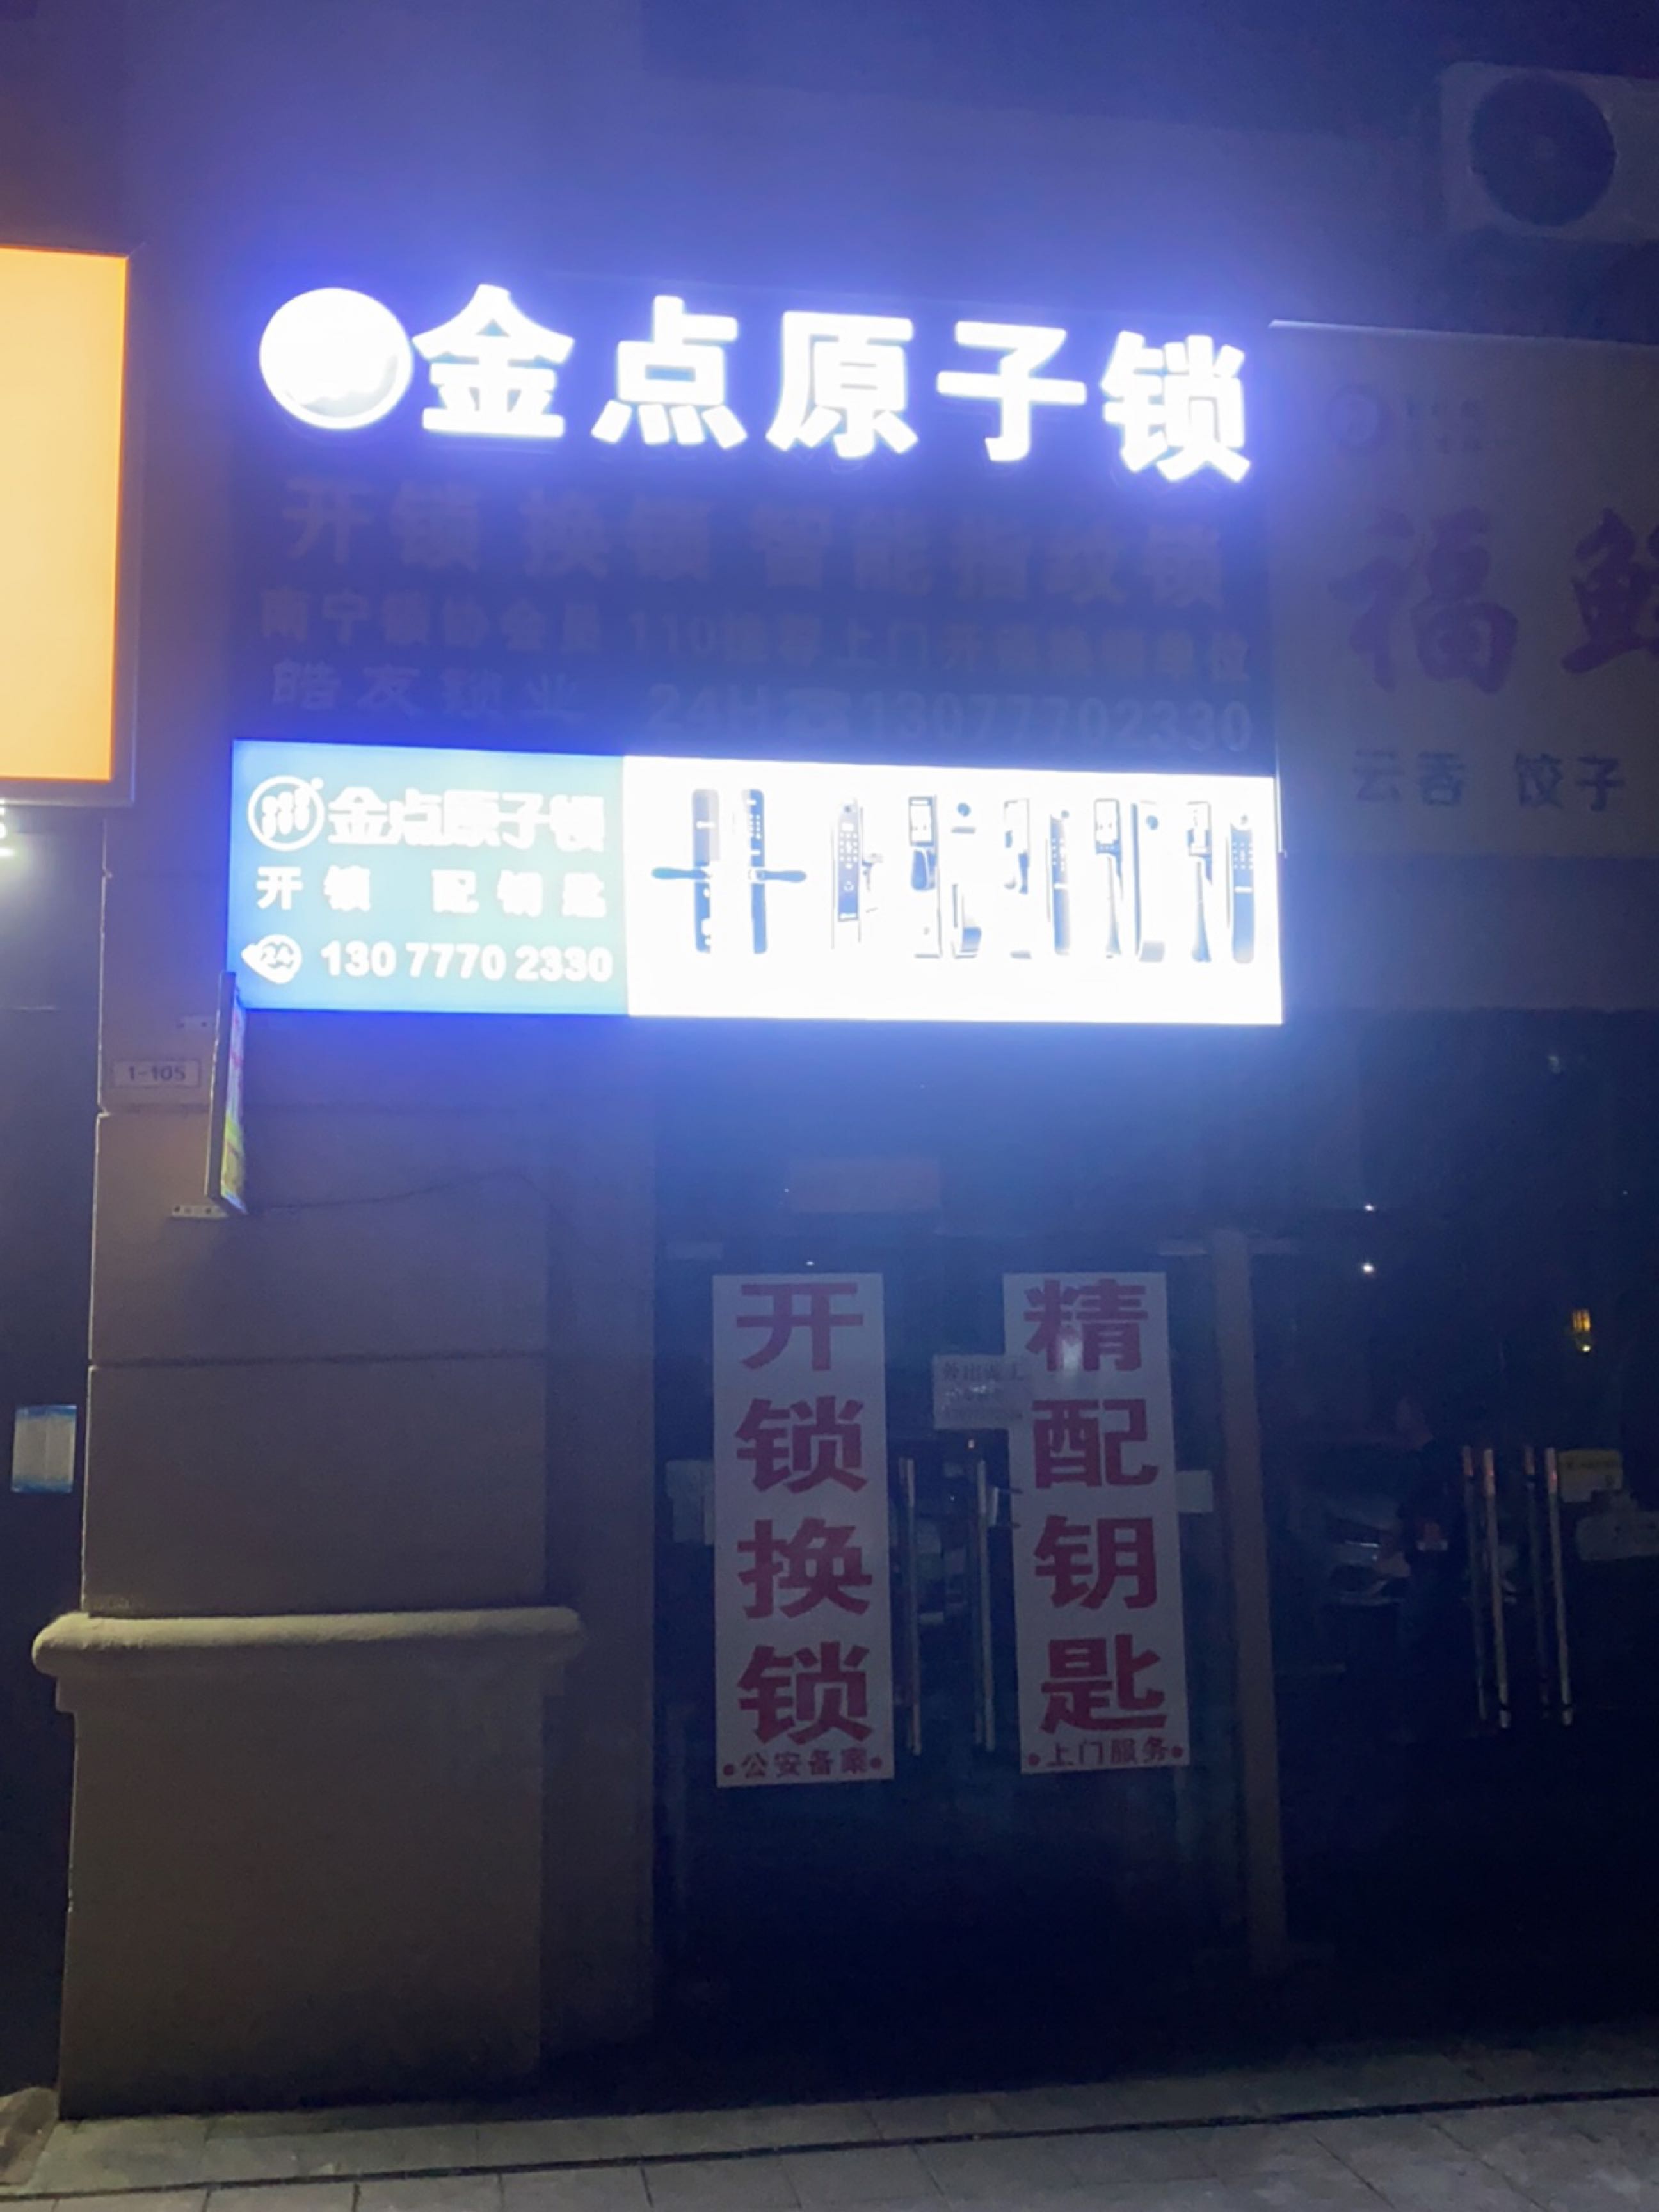 金点原子锁
开锁 换锁 智能指纹锁
南宁锁协会员 110推荐上门开锁换锁单位
皓友锁业 24H☎13077702330
金点原子锁
开锁 配钥匙
24 130 7770 2330
福
云吞 饺子
1-105
开锁换锁
•公安备案•
精配钥匙
•上门服务•